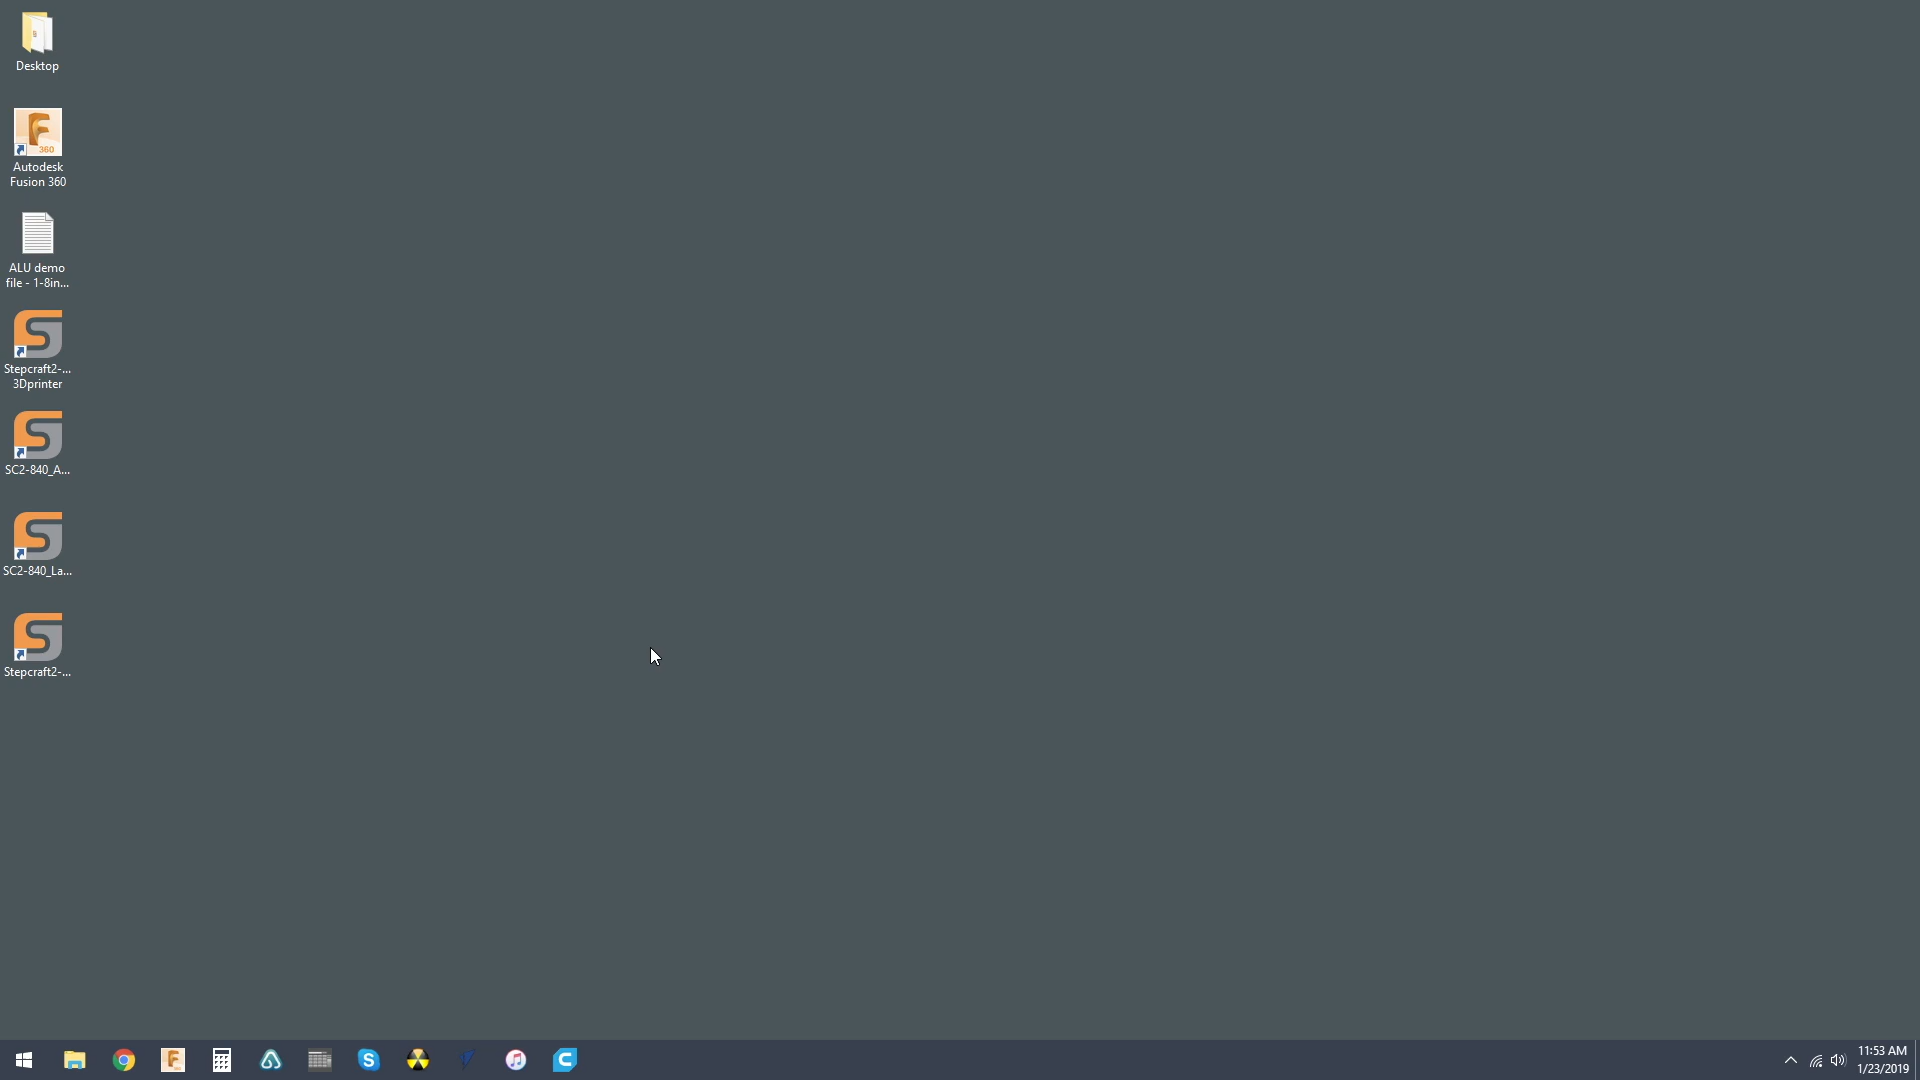 Desktop
360
Autodesk
Fusion 360
ALU demo
file - 1-8in...
Stepcraft2-...
3Dprinter
SC2-840_A...
SC2-840_La...
Stepcraft2-...
11:53 AM
1/23/2019